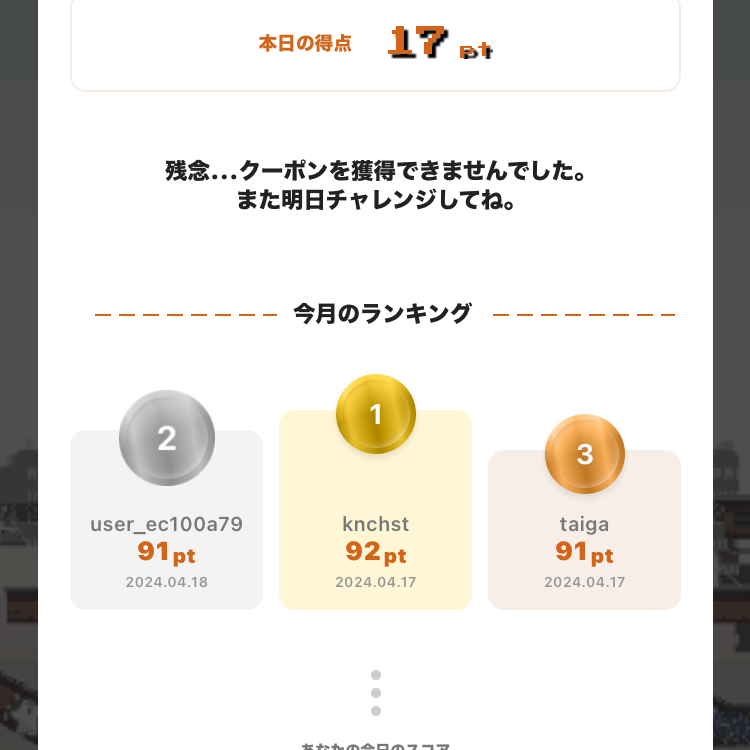 本日の得点 17 pt
残念...クーポンを獲得できませんでした。
また明日チャレンジしてね。
今月のランキング
2
user_ec100a79
91pt
2024.04.18
1
knchst
92pt
2024.04.17
3
taiga
91pt
2024.04.17
あなたの今日のスコア